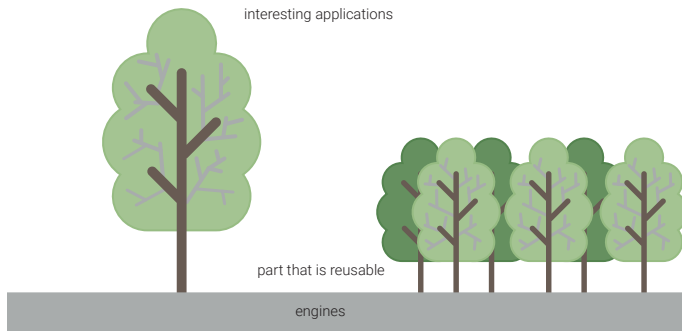 interesting applications
part that is reusable
engines